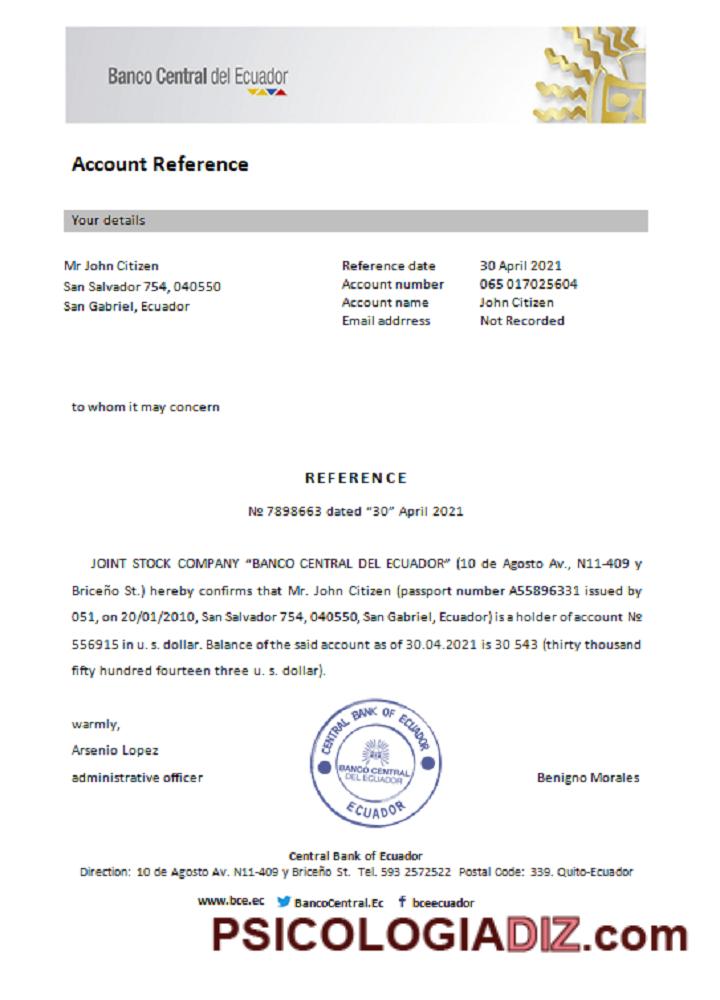 Banco Central del Ecuador
Account Reference
Your details
Mr John Citizen
San Salvador 754, 040550
San Gabriel, Ecuador
Reference date 30 April 2021
Account number 065 017025604
Account name John Citizen
Email addrress Not Recorded
to whom it may concern
REFERENCE
№ 7898663 dated “30” April 2021
JOINT STOCK COMPANY “BANCO CENTRAL DEL ECUADOR” (10 de Agosto Av., N11-409 y
Briceño St.) hereby confirms that Mr. John Citizen (passport number A55896331 issued by
051, on 20/01/2010, San Salvador 754, 040550, San Gabriel, Ecuador) is a holder of account №
556915 in u. s. dollar. Balance of the said account as of 30.04.2021 is 30 543 (thirty thousand
fifty hundred fourteen three u. s. dollar).
warmly,
Arsenio Lopez
administrative officer
CENTRAL BANK OF ECUADOR
BANCO CENTRAL
DEL ECUADOR
ECUADOR
Benigno Morales
Central Bank of Ecuador
Direction: 10 de Agosto Av. N11-409 y Briceño St. Tel. 593 2572522 Postal Code: 339. Quito-Ecuador
www.bce.ec BancoCentral.Ec bceecuador
PSICOLOGIADIZ.com